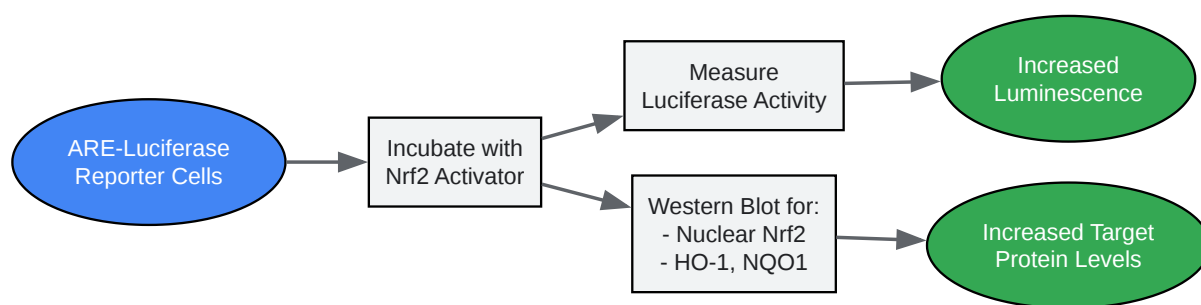 ARE-Luciferase
Reporter Cells
Incubate with
Nrf2 Activator
Measure
Luciferase Activity
Increased
Luminescence
Western Blot for:
- Nuclear Nrf2
- HO-1, NQO1
Increased Target
Protein Levels